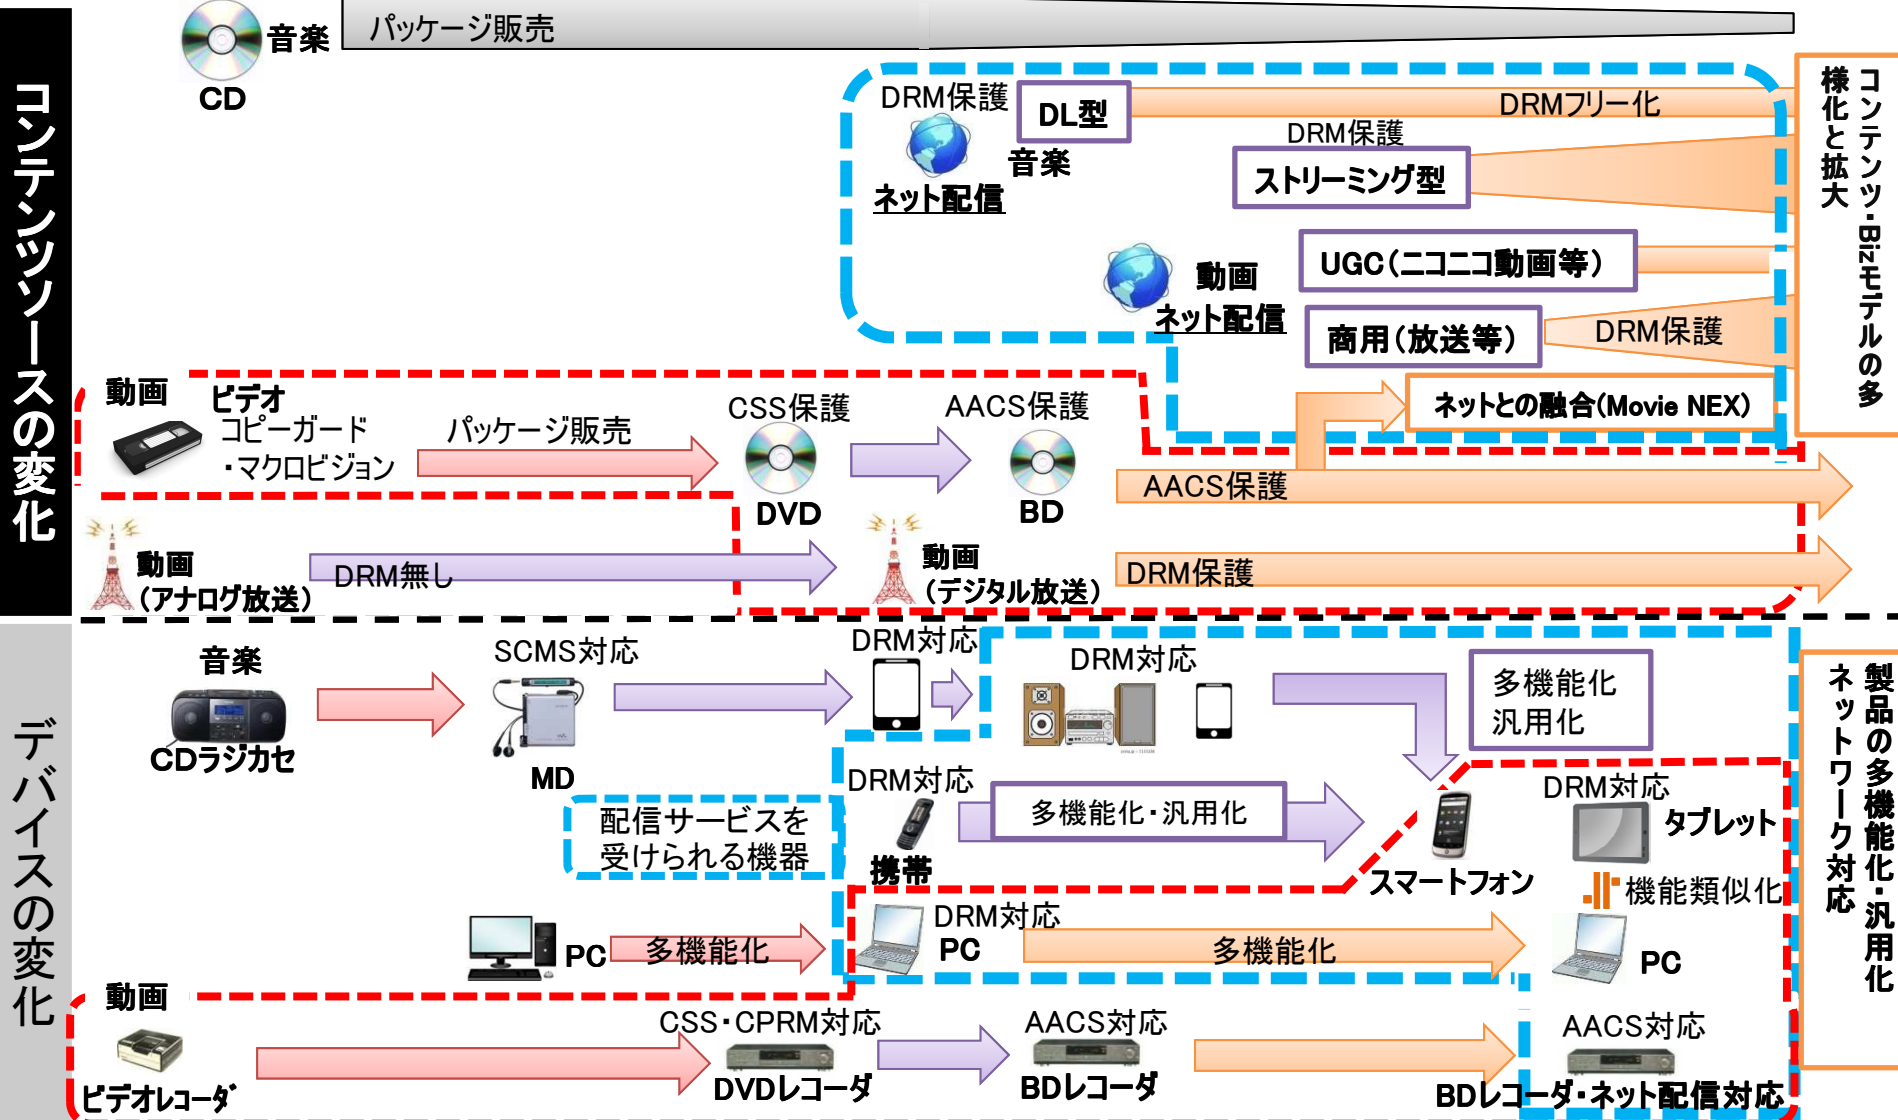 コンテンツソースの変化
音楽
CD
パッケージ販売
DRM保護
DL型
DRMフリー化
音楽
ネット配信
DRM保護
ストリーミング型
動画
ネット配信
UGC(ニコニコ動画等)
商用(放送等)
DRM保護
ネットとの融合(Movie NEX)
コンテンツ・Bizモデルの多
様化と拡大
動画
ビデオ
コピーガード
・マクロビジョン
パッケージ販売
CSS保護
DVD
AACS保護
BD
AACS保護
動画
(アナログ放送)
DRM無し
動画
(デジタル放送)
DRM保護
デバイスの変化
音楽
CDラジカセ
SCMS対応
MD
DRM対応
DRM対応
多機能化
汎用化
配信サービスを
受けられる機器
DRM対応
携帯
多機能化・汎用化
スマートフォン
DRM対応
タブレット
機能類似化
PC
多機能化
DRM対応
PC
多機能化
PC
製品の多機能化・汎用化
ネットワーク対応
動画
ビデオレコーダ
CSS・CPRM対応
DVDレコーダ
AACS対応
BDレコーダ
AACS対応
BDレコーダ・ネット配信対応